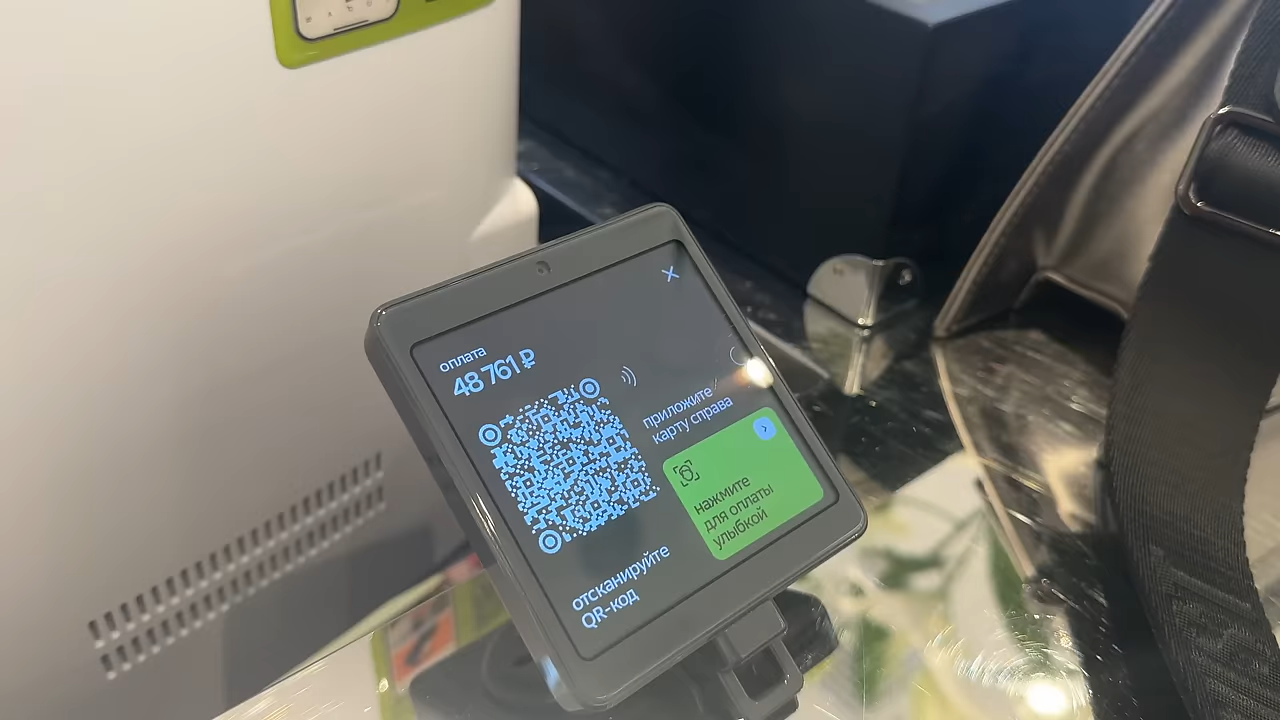 оплата
48 761 ₽
приложите
карту справа
нажмите
для оплаты
улыбкой
отсканируйте
QR-код